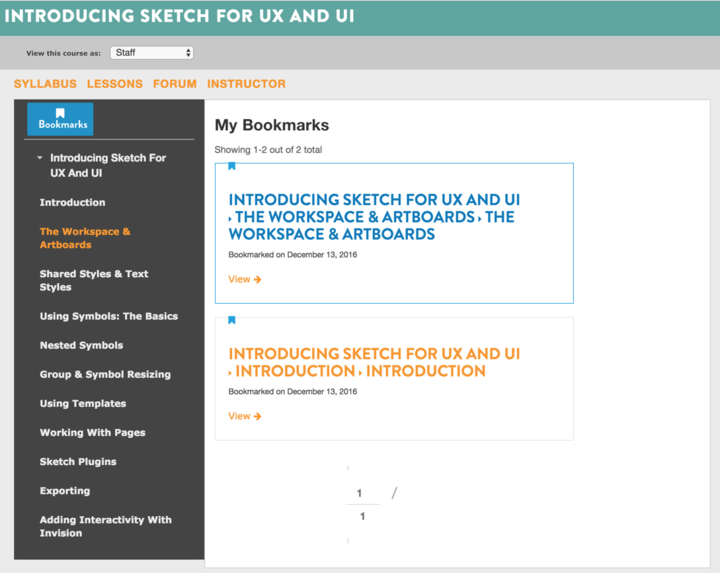 INTRODUCING SKETCH FOR UX AND UI
View this course as: Staff
SYLLABUS LESSONS FORUM INSTRUCTOR
Bookmarks
Introducing Sketch For
UX And UI
Introduction
The Workspace &
Artboards
Shared Styles & Text
Styles
Using Symbols: The Basics
Nested Symbols
Group & Symbol Resizing
Using Templates
Working With Pages
Sketch Plugins
Exporting
Adding Interactivity With
Invision
My Bookmarks
Showing 1-2 out of 2 total
INTRODUCING SKETCH FOR UX AND UI
› THE WORKSPACE & ARTBOARDS › THE
WORKSPACE & ARTBOARDS
Bookmarked on December 13, 2016
View →
INTRODUCING SKETCH FOR UX AND UI
› INTRODUCTION › INTRODUCTION
Bookmarked on December 13, 2016
View →
‹
1 /
1
›